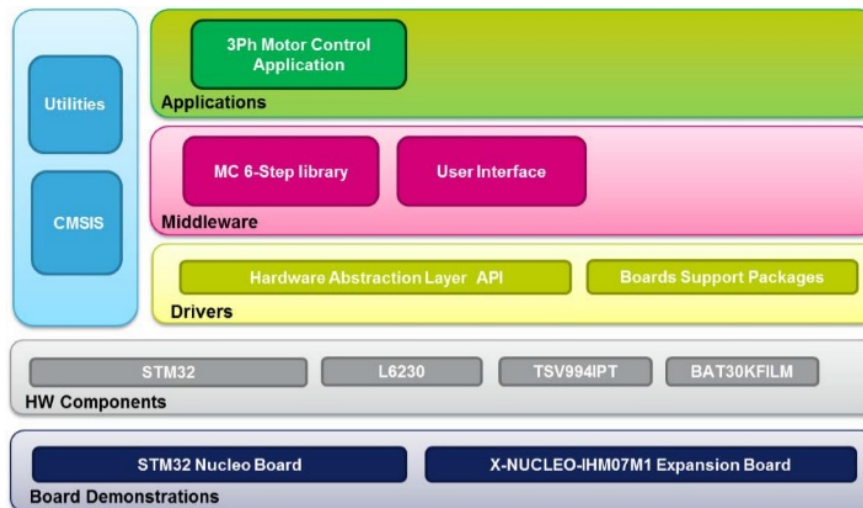 3Ph Motor Control
Application
Applications
Utilities
CMSIS
MC 6-Step library
User Interface
Middleware
Hardware Abstraction Layer API
Boards Support Packages
Drivers
STM32
L6230
TSV994IPT
BAT30KFILM
HW Components
STM32 Nucleo Board
X-NUCLEO-IHM07M1 Expansion Board
Board Demonstrations